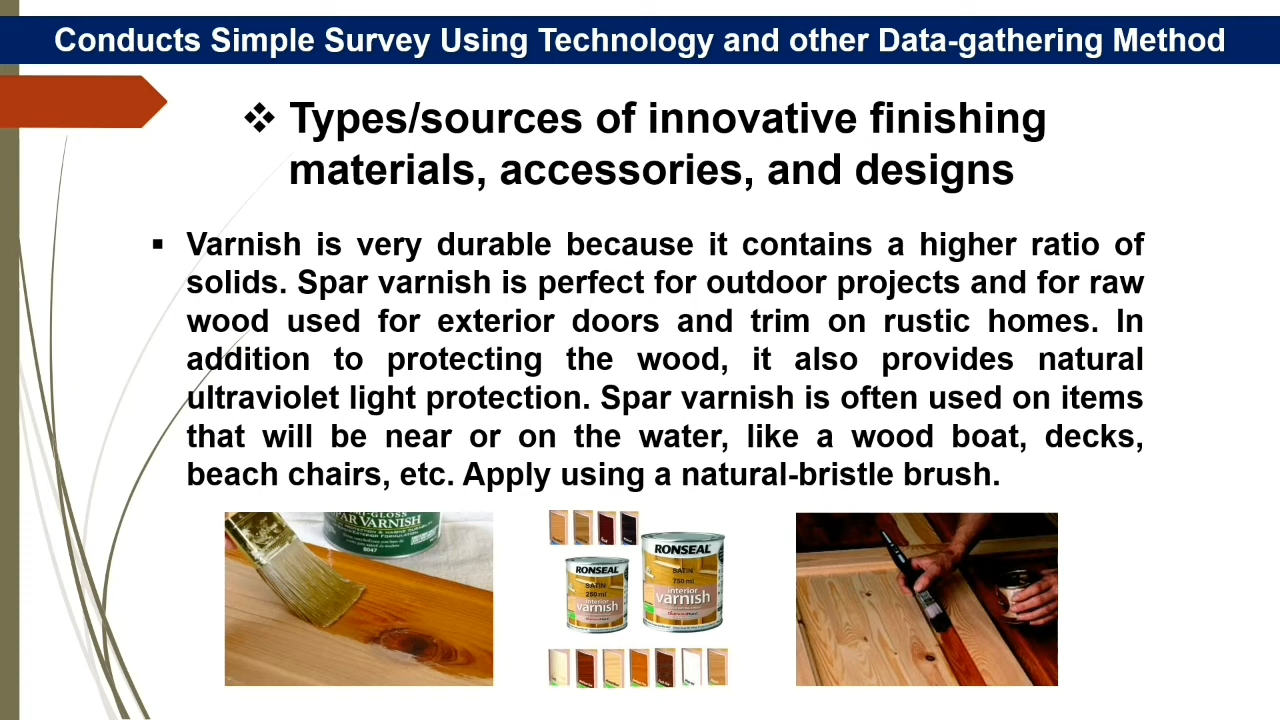 Conducts Simple Survey Using Technology and other Data-gathering Method
❖ Types/sources of innovative finishing
materials, accessories, and designs
▪ Varnish is very durable because it contains a higher ratio of
solids. Spar varnish is perfect for outdoor projects and for raw
wood used for exterior doors and trim on rustic homes. In
addition to protecting the wood, it also provides natural
ultraviolet light protection. Spar varnish is often used on items
that will be near or on the water, like a wood boat, decks,
beach chairs, etc. Apply using a natural-bristle brush.
VARNISH
8047
RONSEAL
SATIN
250 ml
interior
varnish
RONSEAL
SATIN
750 ml
interior
varnish